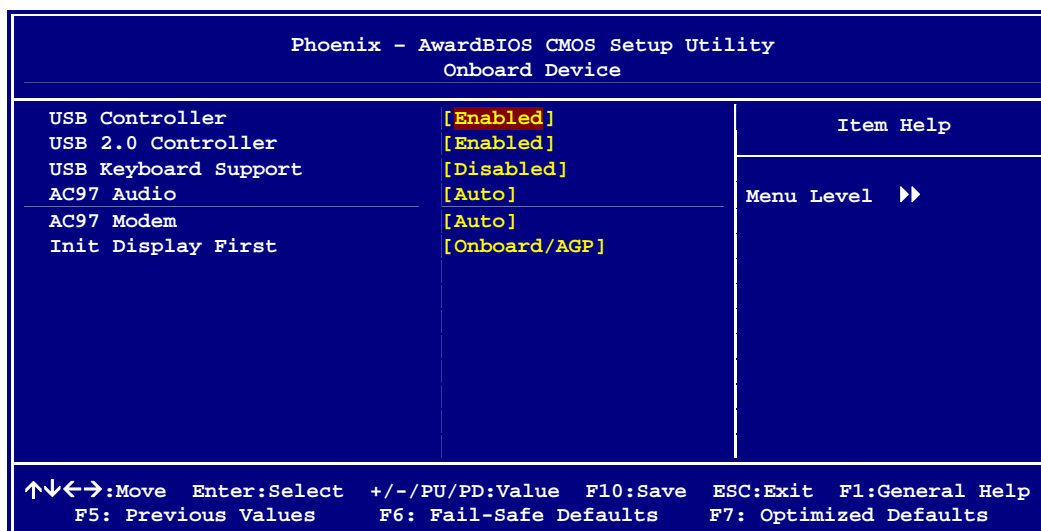 Phoenix – AwardBIOS CMOS Setup Utility
Onboard Device
USB Controller [Enabled]
USB 2.0 Controller [Enabled]
USB Keyboard Support [Disabled]
AC97 Audio [Auto]
AC97 Modem [Auto]
Init Display First [Onboard/AGP]
Item Help
Menu Level
↑↓←→:Move Enter:Select +/-/PU/PD:Value F10:Save ESC:Exit F1:General Help
F5: Previous Values F6: Fail-Safe Defaults F7: Optimized Defaults